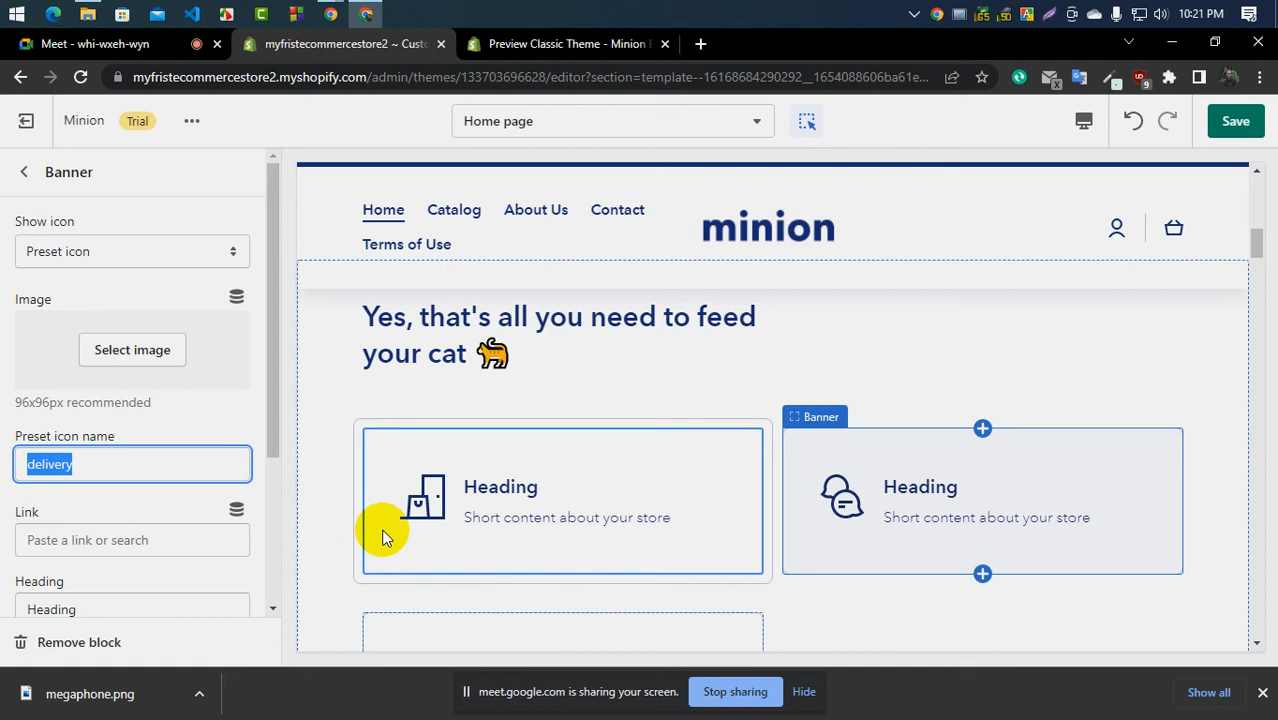 10:21 PM
Meet - whi-wxeh-wyn
myfristecommercestore2 ~ Custo
Preview Classic Theme - Minion E
myfristecommercestore2.myshopify.com/admin/themes/133703696628/editor?section=template--16168684290292__1654088606ba61e...
Minion
Trial
Home page
Save
Banner
Show icon
Preset icon
Image
Select image
96x96px recommended
Preset icon name
delivery
Link
Paste a link or search
Heading
Heading
Remove block
Home
Catalog
About Us
Contact
Terms of Use
minion
Yes, that's all you need to feed
your cat
Banner
Heading
Short content about your store
Heading
Short content about your store
megaphone.png
meet.google.com is sharing your screen.
Stop sharing
Hide
Show all